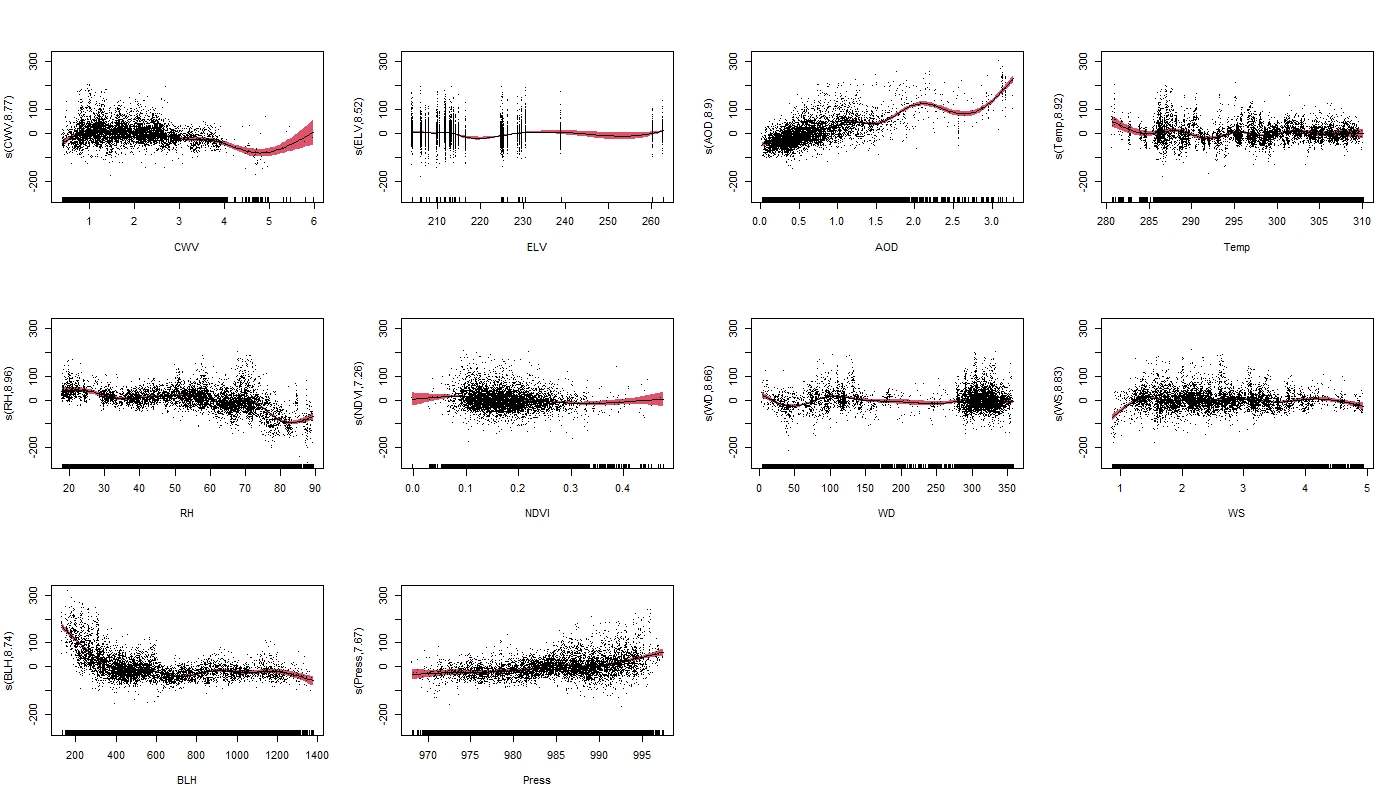 300
100
0
-200
s(CWV,8.77)
1 2 3 4 5 6
CWV
300
100
0
-200
s(ELV,8.52)
210 220 230 240 250 260
ELV
300
100
0
-200
s(AOD,8.9)
0.0 0.5 1.0 1.5 2.0 2.5 3.0
AOD
300
100
0
-200
s(Temp,8.92)
280 285 290 295 300 305 310
Temp
300
100
0
-200
s(RH,8.96)
20 30 40 50 60 70 80 90
RH
300
100
0
-200
s(NDVI,7.26)
0.0 0.1 0.2 0.3 0.4
NDVI
300
100
0
-200
s(WD,8.66)
0 50 100 150 200 250 300 350
WD
300
100
0
-200
s(WS,8.83)
1 2 3 4 5
WS
300
100
0
-200
s(BLH,8.74)
200 400 600 800 1000 1200 1400
BLH
300
100
0
-200
s(Press,7.67)
970 975 980 985 990 995
Press